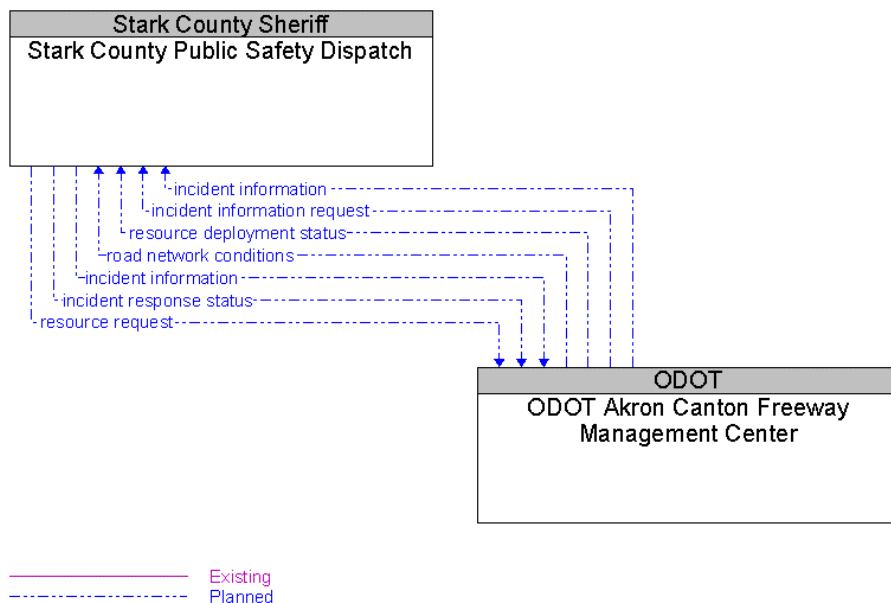 Stark County Sheriff
Stark County Public Safety Dispatch
incident information
incident information request
resource deployment status
road network conditions
incident information
incident response status
resource request
ODOT
ODOT Akron Canton Freeway
Management Center
Existing
Planned